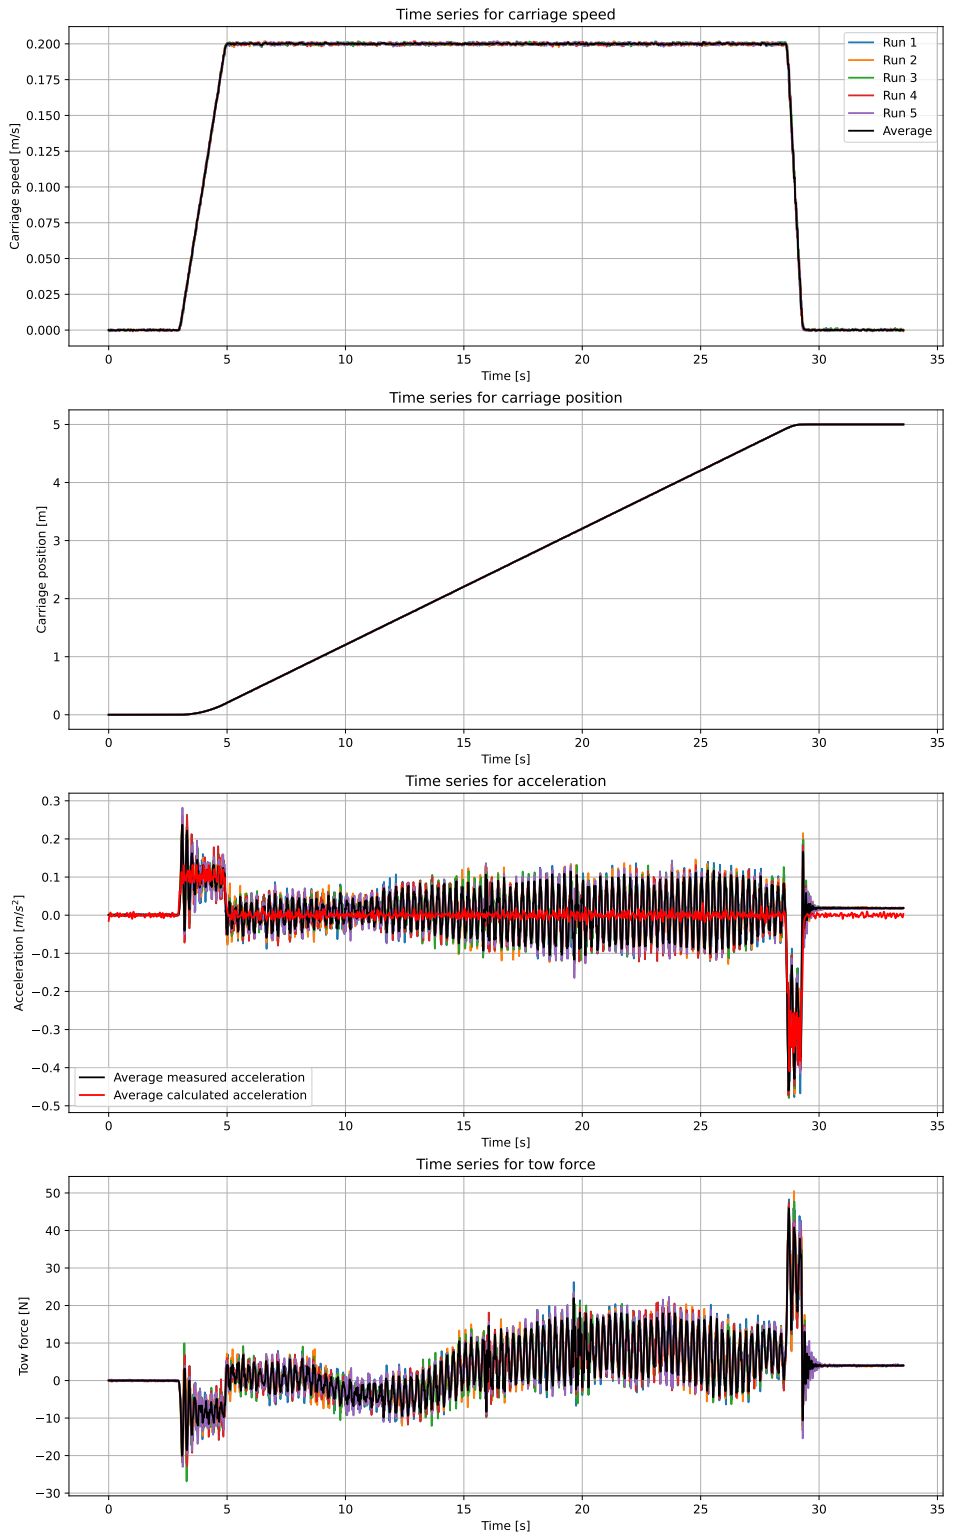 Time series for carriage speed
Carriage speed [m/s]
0.200
0.175
0.150
0.125
0.100
0.075
0.050
0.025
0.000
Run 1
Run 2
Run 3
Run 4
Run 5
Average
0 5 10 15 20 25 30 35
Time [s]
Time series for carriage position
Carriage position [m]
5
4
3
2
1
0
0 5 10 15 20 25 30 35
Time [s]
Time series for acceleration
Acceleration [m/s²]
0.3
0.2
0.1
0.0
−0.1
−0.2
−0.3
−0.4
−0.5
Average measured acceleration
Average calculated acceleration
0 5 10 15 20 25 30 35
Time [s]
Time series for tow force
Tow force [N]
50
40
30
20
10
0
−10
−20
−30
0 5 10 15 20 25 30 35
Time [s]